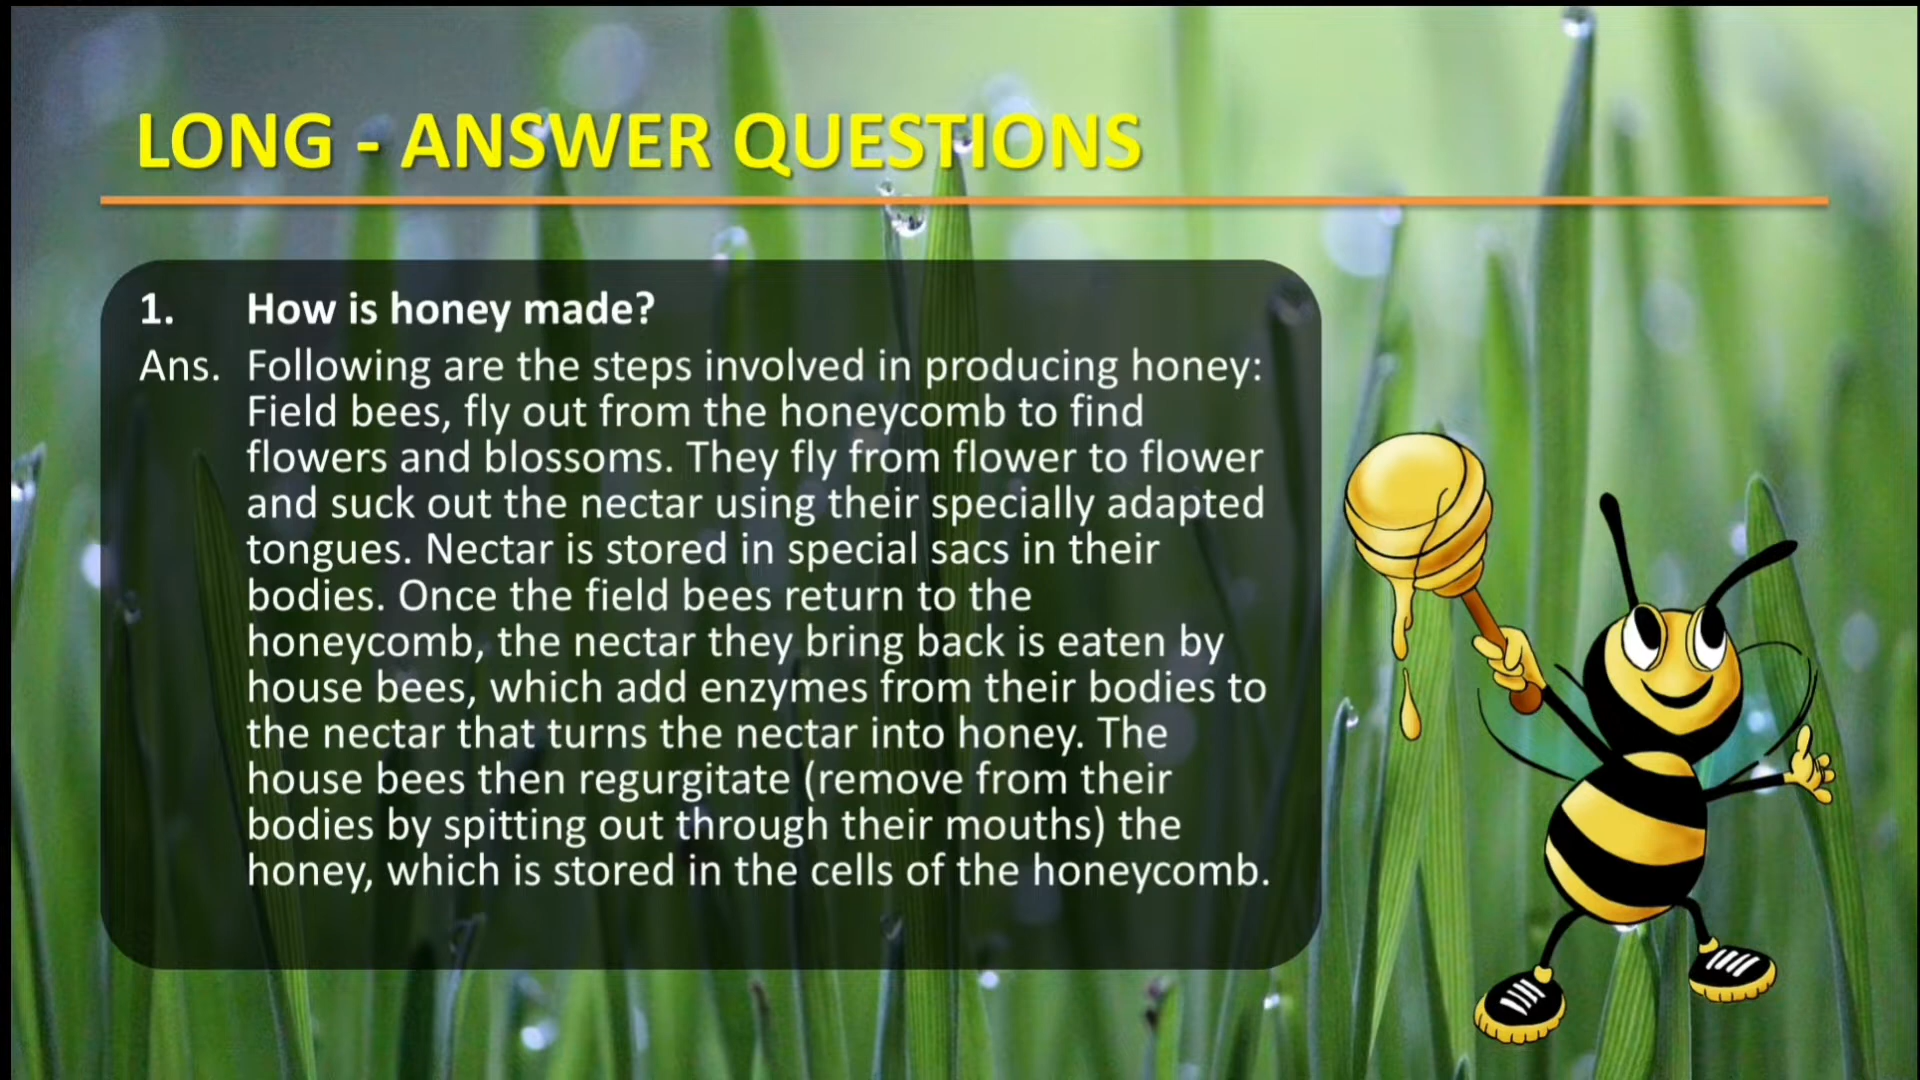 LONG - ANSWER QUESTIONS
1. How is honey made?
Ans. Following are the steps involved in producing honey:
Field bees, fly out from the honeycomb to find
flowers and blossoms. They fly from flower to flower
and suck out the nectar using their specially adapted
tongues. Nectar is stored in special sacs in their
bodies. Once the field bees return to the
honeycomb, the nectar they bring back is eaten by
house bees, which add enzymes from their bodies to
the nectar that turns the nectar into honey. The
house bees then regurgitate (remove from their
bodies by spitting out through their mouths) the
honey, which is stored in the cells of the honeycomb.